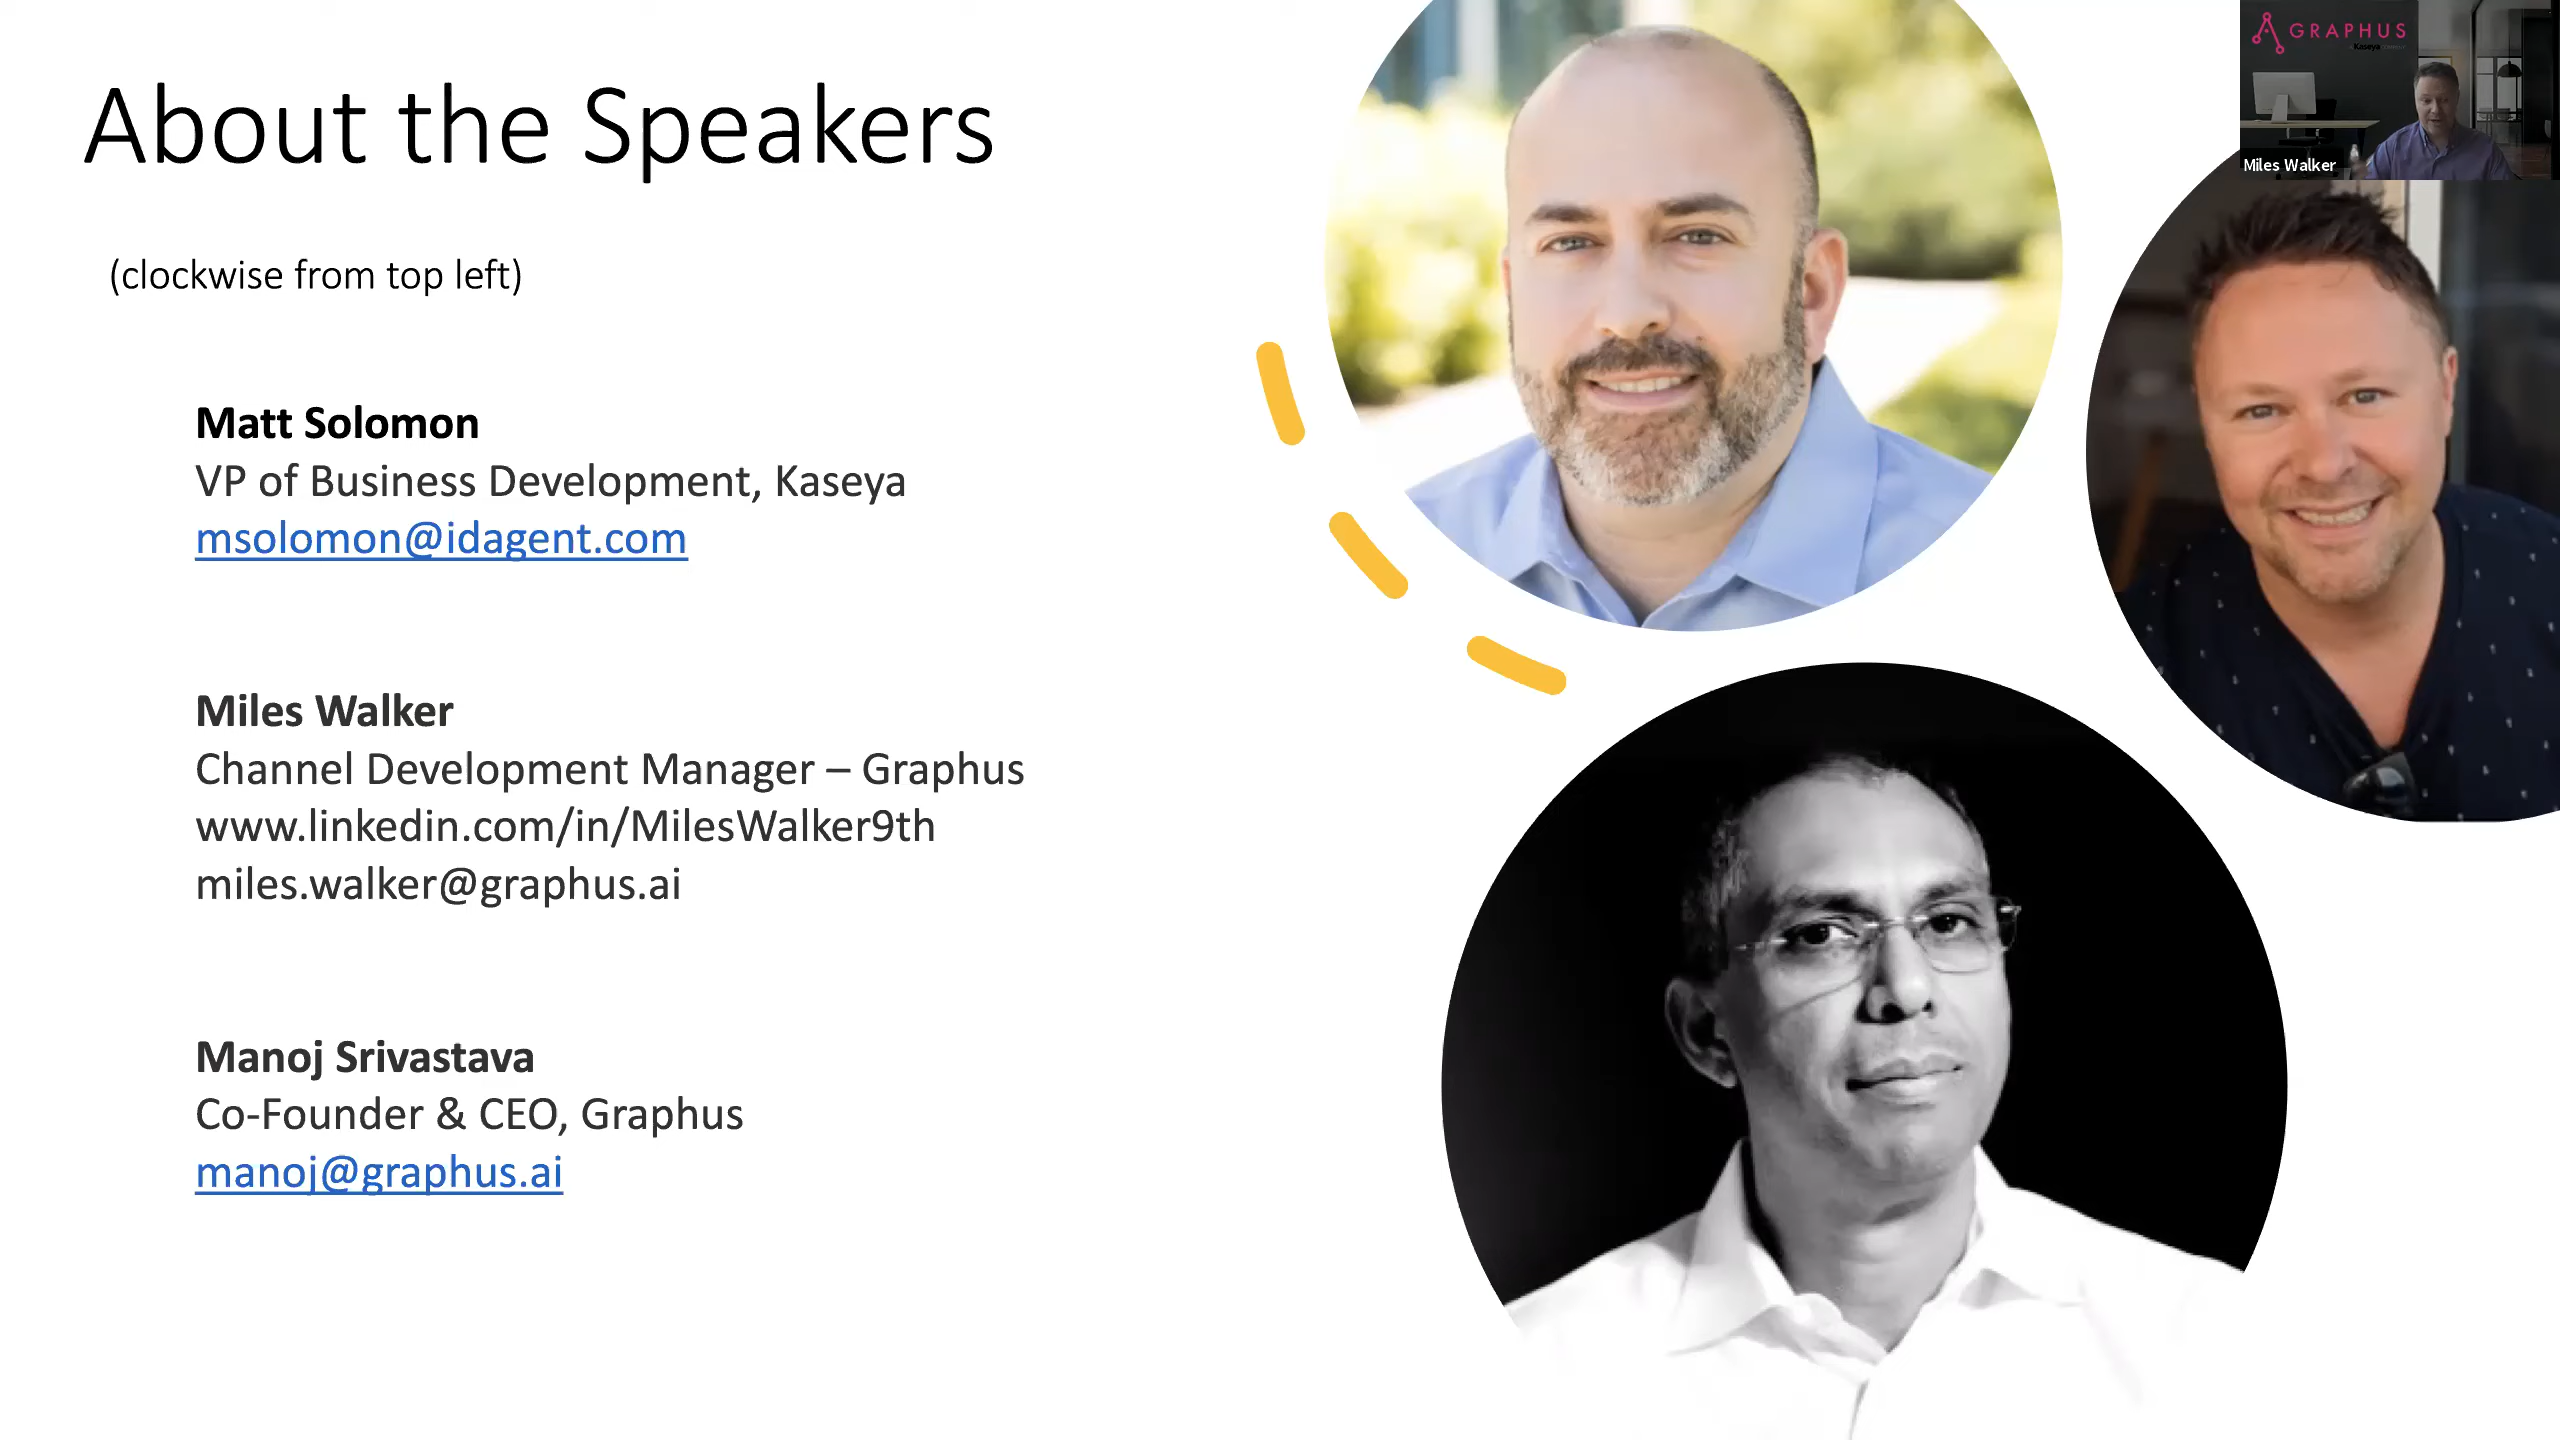 About the Speakers
(clockwise from top left)
Matt Solomon
VP of Business Development, Kaseya
msolomon@idagent.com
Miles Walker
Channel Development Manager – Graphus
www.linkedin.com/in/MilesWalker9th
miles.walker@graphus.ai
Manoj Srivastava
Co-Founder & CEO, Graphus
manoj@graphus.ai
GRAPHUS
Kaseya
Miles Walker